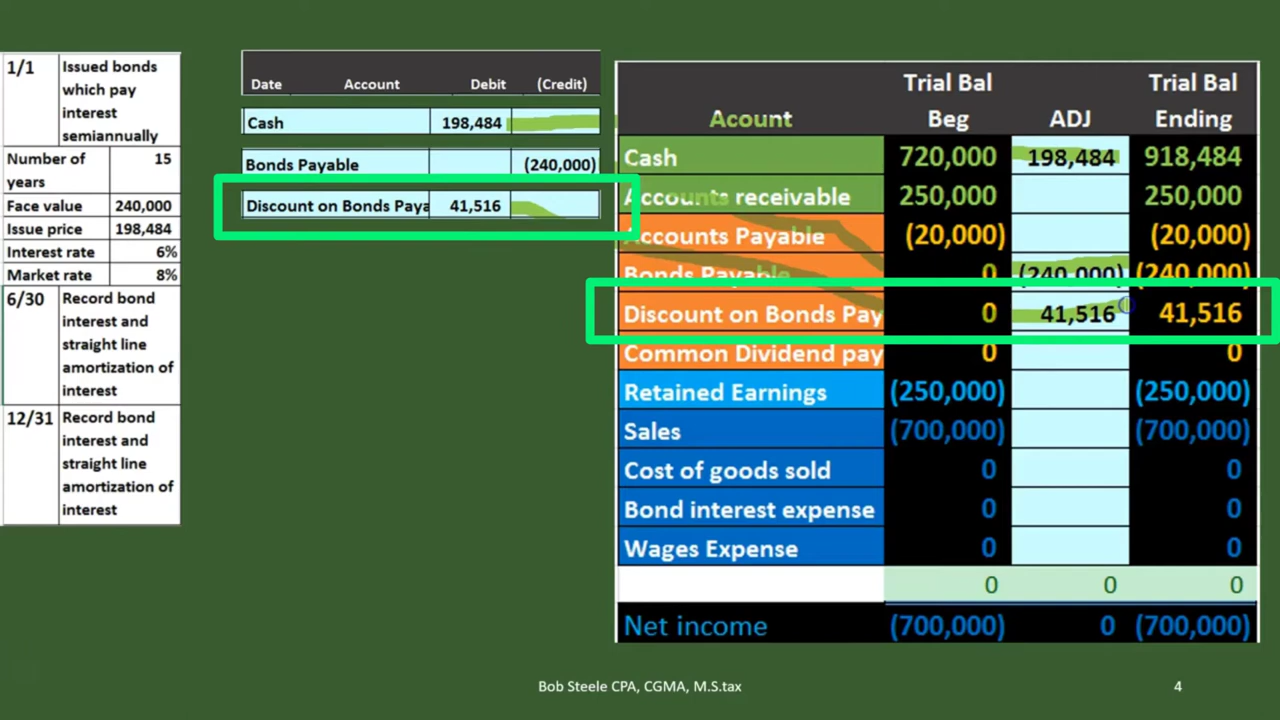 1/1 Issued bonds
which pay
interest
semiannually
Number of years 15
Face value 240,000
Issue price 198,484
Interest rate 6%
Market rate 8%
6/30 Record bond
interest and
straight line
amortization of
interest
12/31 Record bond
interest and
straight line
amortization of
interest
Date Account Debit (Credit)
Cash 198,484
Bonds Payable (240,000)
Discount on Bonds Paya 41,516
Acount Trial Bal Beg ADJ Trial Bal Ending
Cash 720,000 198,484 918,484
Accounts receivable 250,000 250,000
Accounts Payable (20,000) (20,000)
Bonds Payable 0 (240,000) (240,000)
Discount on Bonds Pay 0 41,516 41,516
Common Dividend pay 0 0
Retained Earnings (250,000) (250,000)
Sales (700,000) (700,000)
Cost of goods sold 0 0
Bond interest expense 0 0
Wages Expense 0 0
0 0 0
Net income (700,000) 0 (700,000)
Bob Steele CPA, CGMA, M.S.tax
4